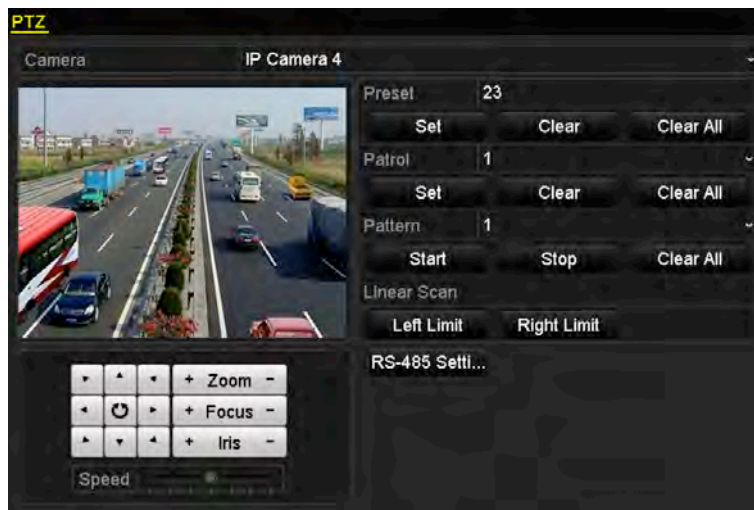 PTZ
Camera IP Camera 4
Preset 23
Set Clear Clear All
Patrol 1
Set Clear Clear All
Pattern 1
Start Stop Clear All
Linear Scan
Left Limit Right Limit
RS-485 Setti...
+ Zoom -
+ Focus -
+ Iris -
Speed